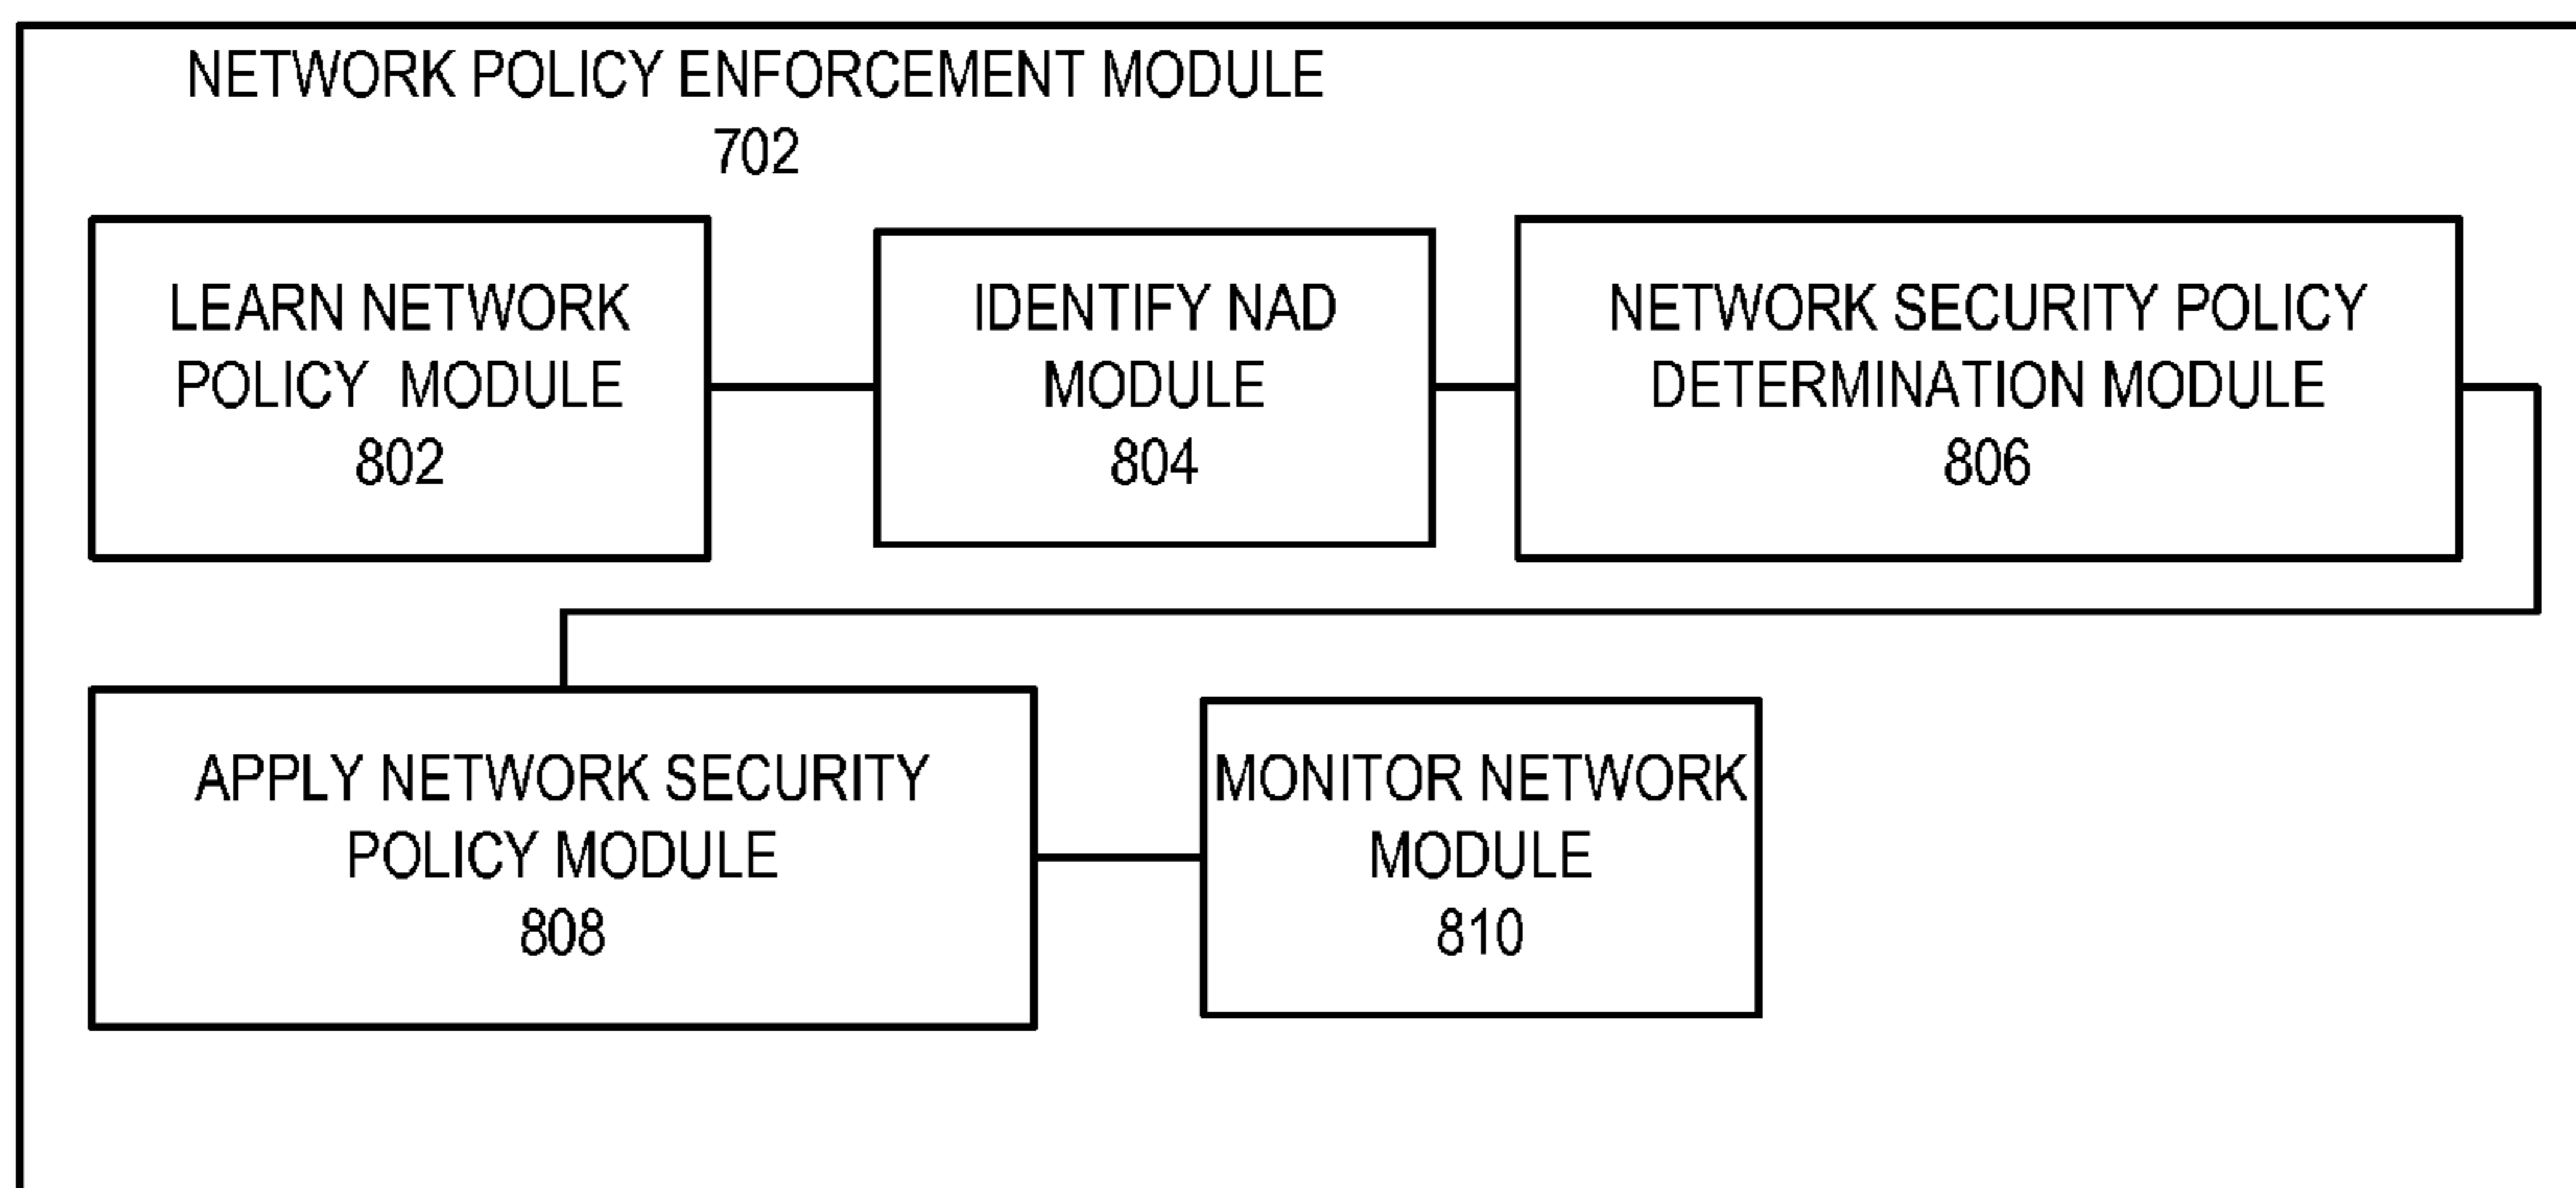 NETWORK POLICY ENFORCEMENT MODULE
702
LEARN NETWORK
POLICY MODULE
802
IDENTIFY NAD
MODULE
804
NETWORK SECURITY POLICY
DETERMINATION MODULE
806
APPLY NETWORK SECURITY
POLICY MODULE
808
MONITOR NETWORK
MODULE
810